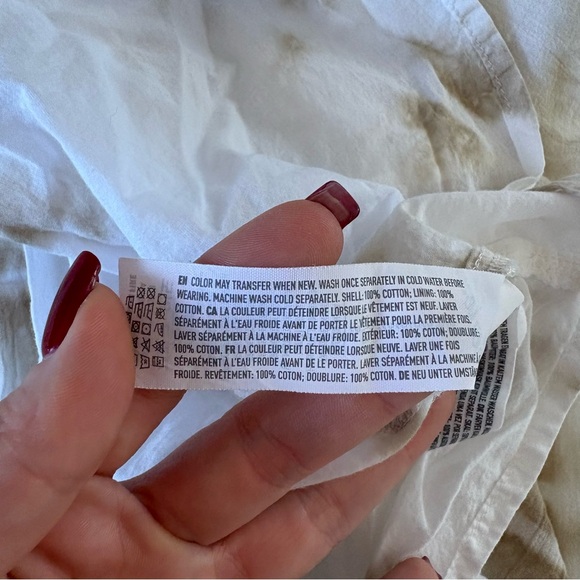 EN COLOR MAY TRANSFER WHEN NEW. WASH ONCE SEPARATELY IN COLD WATER BEFORE
WEARING. MACHINE WASH COLD SEPARATELY. SHELL: 100% COTTON; LINING: 100%
COTTON. CA LA COULEUR PEUT DÉTEINDRE LORSQUE LE VÊTEMENT EST NEUF. LAVER
SÉPARÉMENT À L'EAU FROIDE AVANT DE PORTER LE VÊTEMENT POUR LA PREMIÈRE FOIS.
LAVER SÉPARÉMENT À LA MACHINE À L'EAU FROIDE. EXTÉRIEUR: 100% COTON; DOUBLURE:
100% COTON. FR LA COULEUR PEUT DÉTEINDRE LORSQUE NEUVE. LAVER UNE FOIS
SÉPARÉMENT À L'EAU FROIDE AVANT DE PORTER. LAVER SÉPARÉMENT À LA MACHINE
FROIDE. REVÊTEMENT: 100% COTON; DOUBLURE: 100% COTON. DE NEU UNTER UMSTÄ